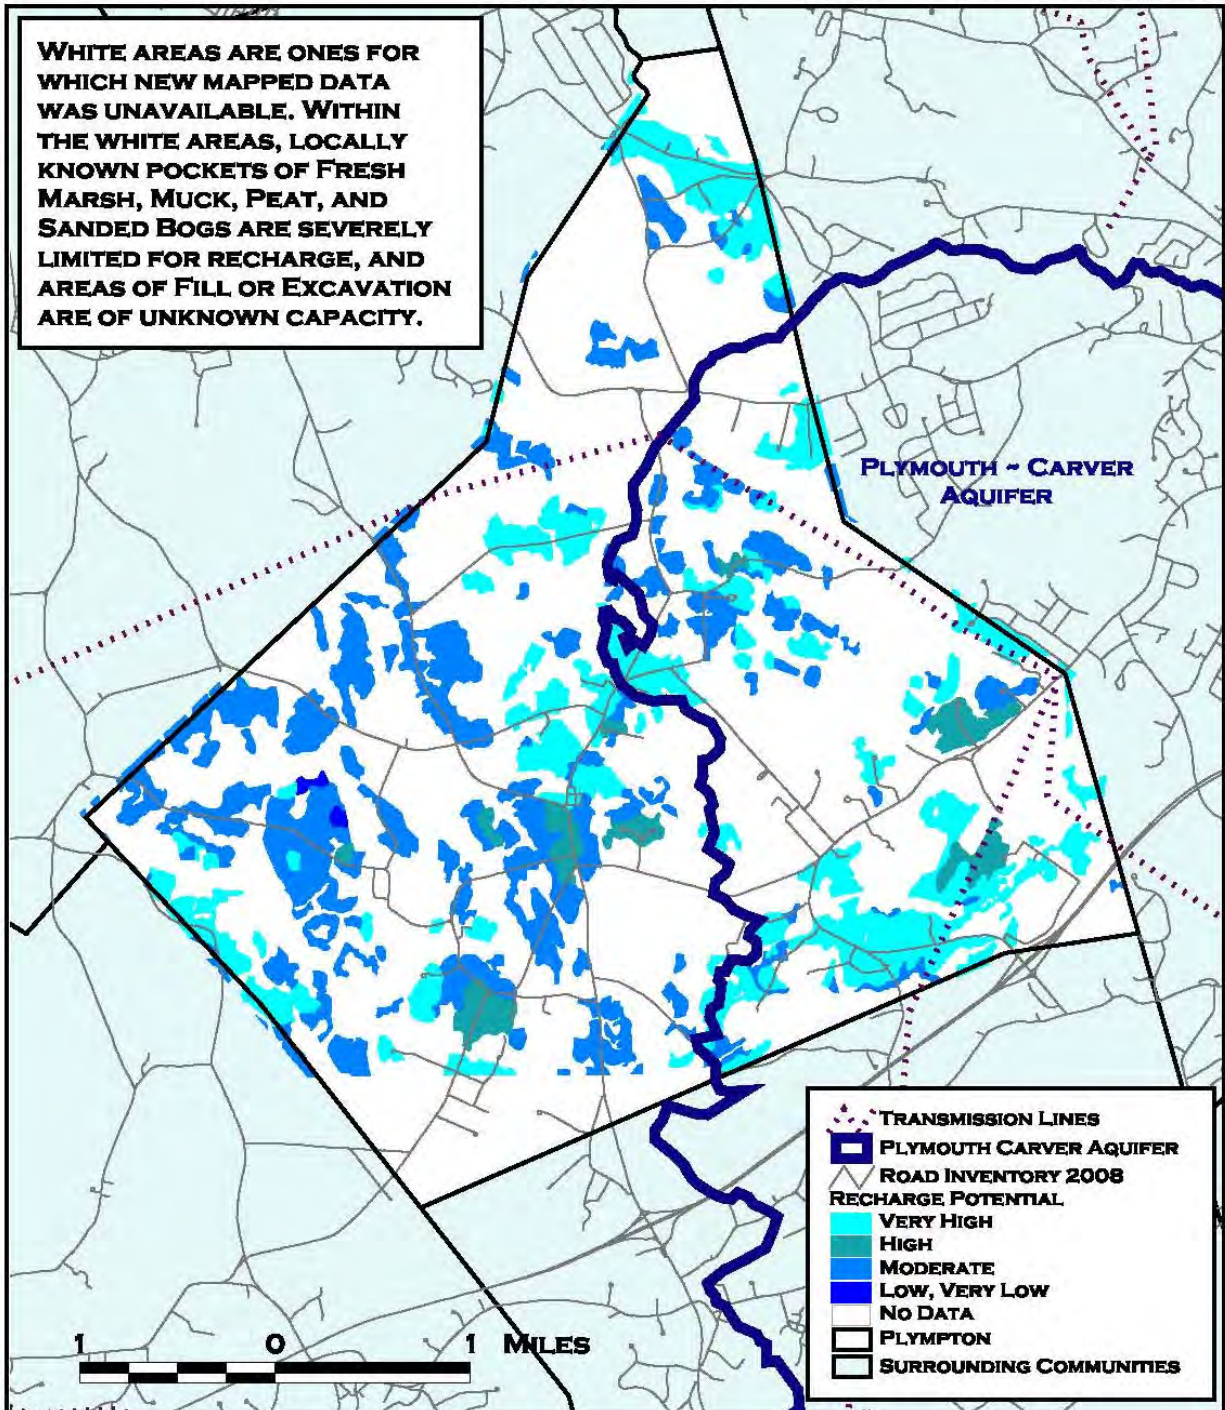 WHITE AREAS ARE ONES FOR
WHICH NEW MAPPED DATA
WAS UNAVAILABLE. WITHIN
THE WHITE AREAS, LOCALLY
KNOWN POCKETS OF FRESH
MARSH, MUCK, PEAT, AND
SANDED BOGS ARE SEVERELY
LIMITED FOR RECHARGE, AND
AREAS OF FILL OR EXCAVATION
ARE OF UNKNOWN CAPACITY.
PLYMOUTH ~ CARVER
AQUIFER
TRANSMISSION LINES
PLYMOUTH CARVER AQUIFER
ROAD INVENTORY 2008
RECHARGE POTENTIAL
VERY HIGH
HIGH
MODERATE
LOW, VERY LOW
NO DATA
PLYMPTON
SURROUNDING COMMUNITIES
1 0 1 MILES